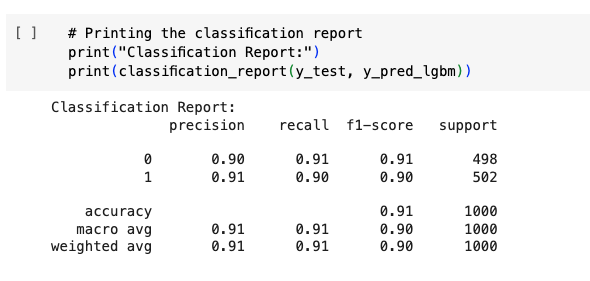 [ ] # Printing the classification report
print("Classification Report:")
print(classification_report(y_test, y_pred_lgbm))
Classification Report:
precision recall f1-score support
0 0.90 0.91 0.91 498
1 0.91 0.90 0.90 502
accuracy 0.91 1000
macro avg 0.91 0.91 0.90 1000
weighted avg 0.91 0.91 0.90 1000